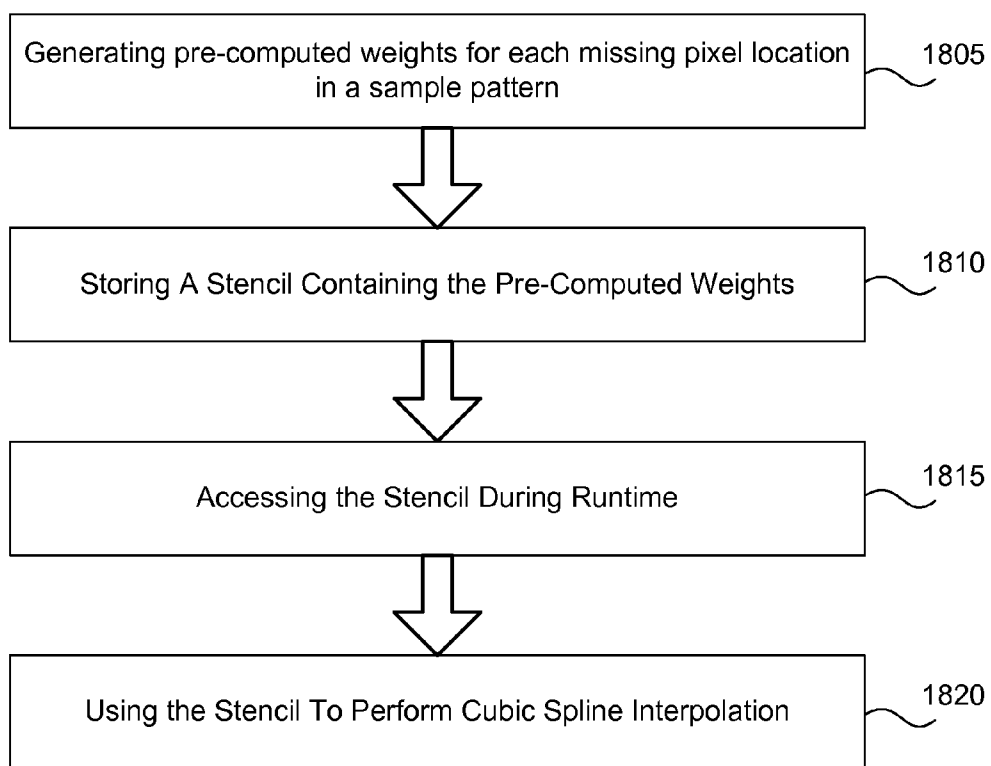 Generating pre-computed weights for each missing pixel location
in a sample pattern
1805
Storing A Stencil Containing the Pre-Computed Weights
1810
Accessing the Stencil During Runtime
1815
Using the Stencil To Perform Cubic Spline Interpolation
1820